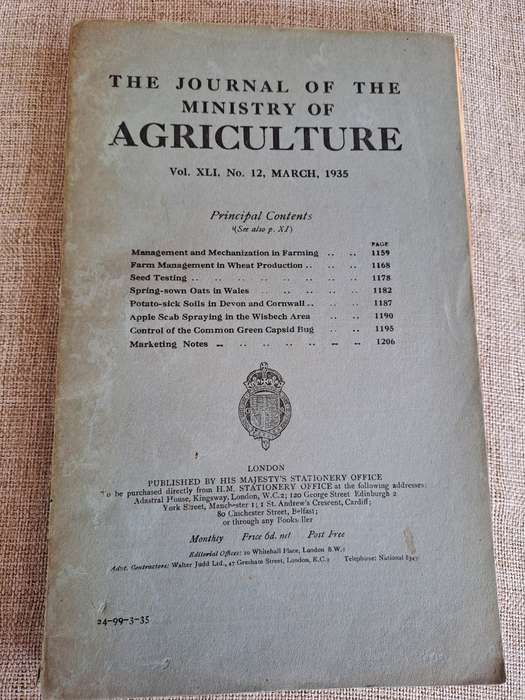 THE JOURNAL OF THE
MINISTRY OF
AGRICULTURE
Vol. XLI, No. 12, MARCH, 1935
Principal Contents
(See also p. XI)
PAGE
Management and Mechanization in Farming .. .. 1159
Farm Management in Wheat Production .. .. .. 1168
Seed Testing .. .. .. .. .. .. .. 1178
Spring-sown Oats in Wales .. .. .. .. .. 1182
Potato-sick Soils in Devon and Cornwall .. .. .. 1187
Apple Scab Spraying in the Wisbech Area .. .. 1190
Control of the Common Green Capsid Bug .. .. 1195
Marketing Notes .. .. .. .. .. .. 1206
LONDON
PUBLISHED BY HIS MAJESTY'S STATIONERY OFFICE
To be purchased directly from H.M. STATIONERY OFFICE at the following addresses:
Adastral House, Kingsway, London, W.C.2; 120 George Street Edinburgh 2
York Street, Manchester 1; 1 St. Andrew's Crescent, Cardiff;
80 Chichester Street, Belfast;
or through any Bookseller
Monthly Price 6d. net Post Free
Editorial Offices: 10 Whitehall Place, London S.W.1
Advt. Contractors: Walter Judd Ltd., 47 Gresham Street, London, E.C.2 Telephone: National
24-99-3-35